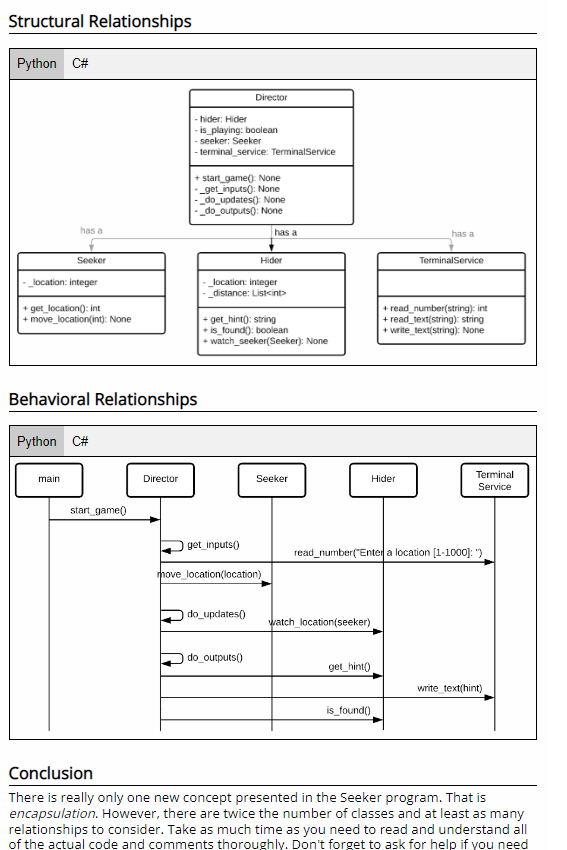 Structural Relationships
Python C#
Director
- hider: Hider
- is_playing: boolean
- seeker: Seeker
- terminal_service: TerminalService
+ start_game(): None
- _get_inputs(): None
- _do_updates(): None
- _do_outputs(): None
has a
has a
has a
Seeker
- _location: integer
+ get_location(): int
+ move_location(int): None
Hider
- _location: integer
- _distance: List<int>
+ get_hint(): string
+ is_found(): boolean
+ watch_seeker(Seeker): None
TerminalService
+ read_number(string): int
+ read_text(string): string
+ write_text(string): None
Behavioral Relationships
Python C#
main
Director
Seeker
Hider
Terminal
Service
start_game()
get_inputs()
read_number("Enter a location [1-1000]: ")
move_location(location)
do_updates()
watch_location(seeker)
do_outputs()
get_hint()
write_text(hint)
is_found()
Conclusion
There is really only one new concept presented in the Seeker program. That is
encapsulation. However, there are twice the number of classes and at least as many
relationships to consider. Take as much time as you need to read and understand all
of the actual code and comments thoroughly. Don't forget to ask for help if you need